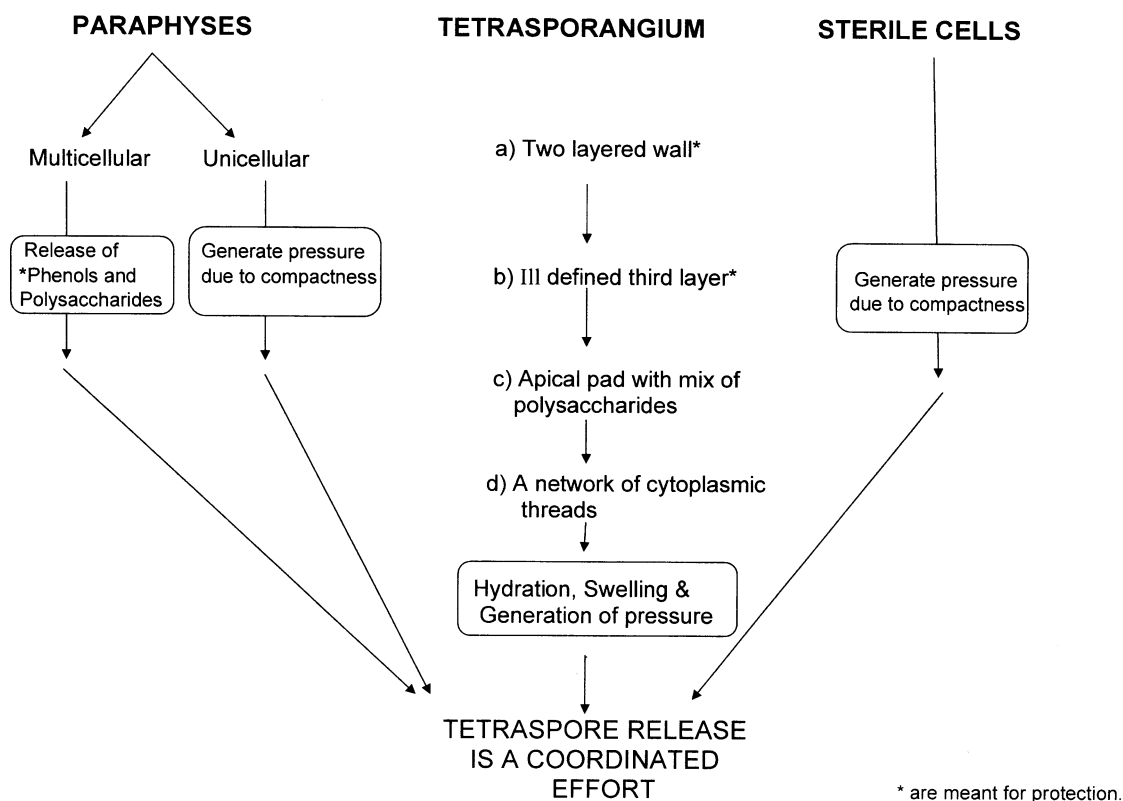 PARAPHYSES
TETRASPORANGIUM
STERILE CELLS
Multicellular
Unicellular
Release of
*Phenols and
Polysaccharides
Generate pressure
due to compactness
a) Two layered wall*
b) Ill defined third layer*
c) Apical pad with mix of
polysaccharides
d) A network of cytoplasmic
threads
Hydration, Swelling &
Generation of pressure
Generate pressure
due to compactness
TETRASPORE RELEASE
IS A COORDINATED
EFFORT
* are meant for protection.